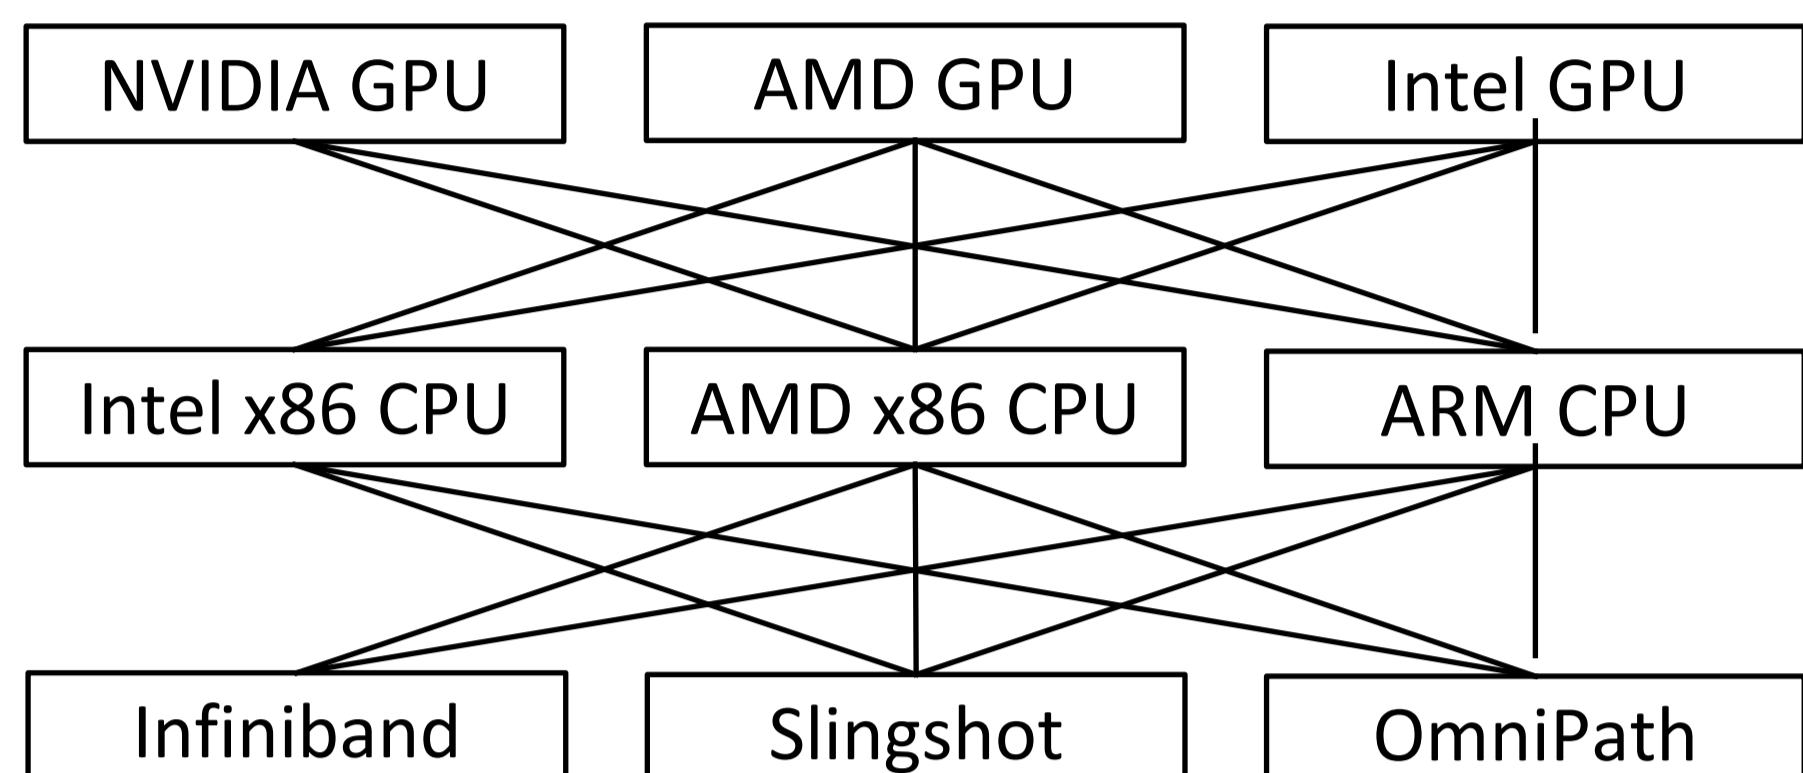 NVIDIA GPU
AMD GPU
Intel GPU
Intel x86 CPU
AMD x86 CPU
ARM CPU
Infiniband
Slingshot
OmniPath